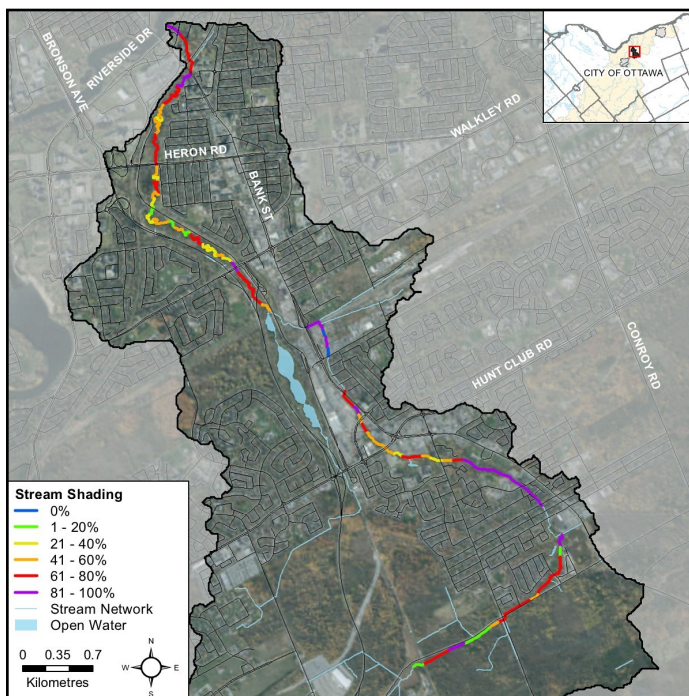 CITY OF OTTAWA
RIVERSIDE DR
BRONSON AVE
WALKLEY RD
HERON RD
BANK ST
HUNT CLUB RD
CONROY RD
Stream Shading
0%
1 - 20%
21 - 40%
41 - 60%
61 - 80%
81 - 100%
Stream Network
Open Water
0 0.35 0.7
Kilometres
N
W E
S